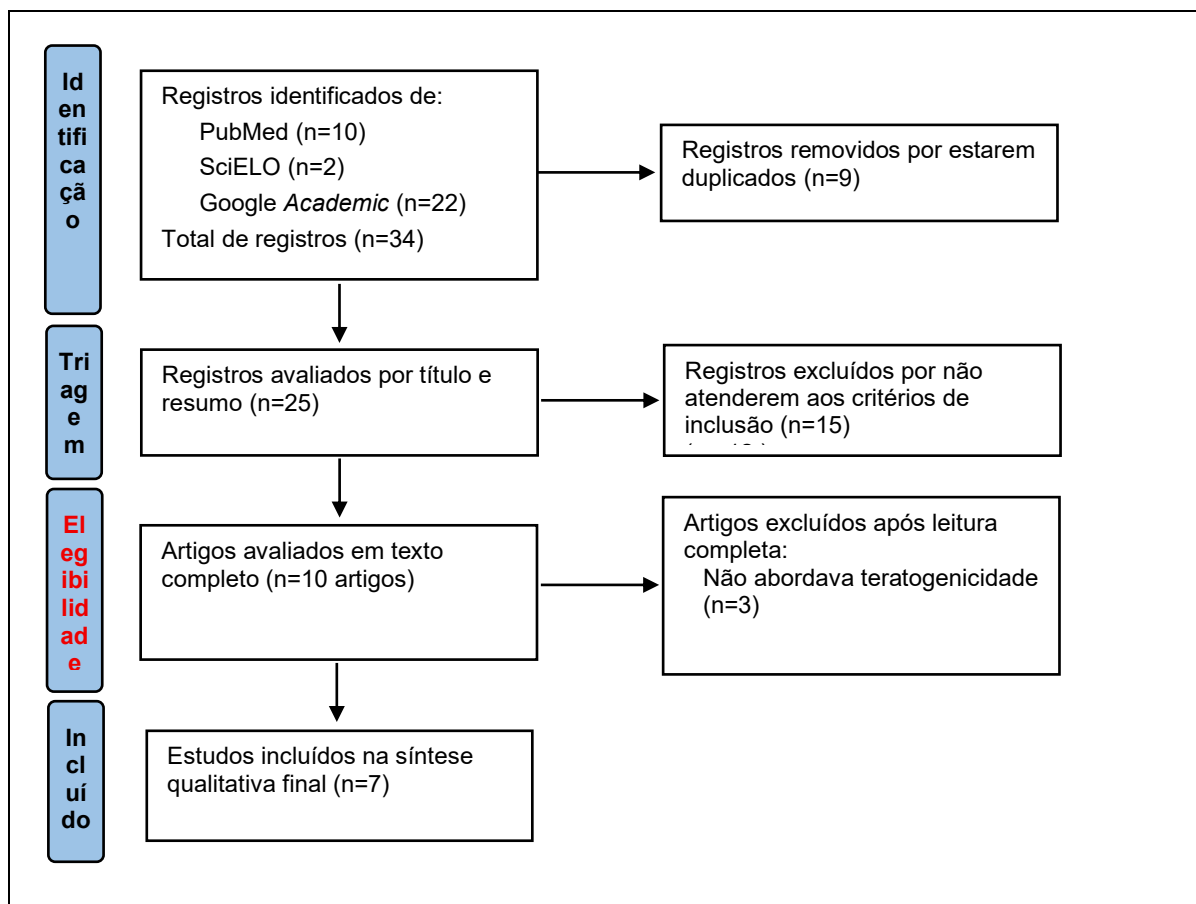 Id
en
tifi
ca
çã
o
Registros identificados de:
PubMed (n=10)
SciELO (n=2)
Google Academic (n=22)
Total de registros (n=34)
Registros removidos por estarem
duplicados (n=9)
Tri
ag
e
m
Registros avaliados por título e
resumo (n=25)
Registros excluídos por não
atenderem aos critérios de
inclusão (n=15)
El
eg
ibi
lid
ad
e
Artigos avaliados em texto
completo (n=10 artigos)
Artigos excluídos após leitura
completa:
Não abordava teratogenicidade
(n=3)
In
cl
uí
do
Estudos incluídos na síntese
qualitativa final (n=7)